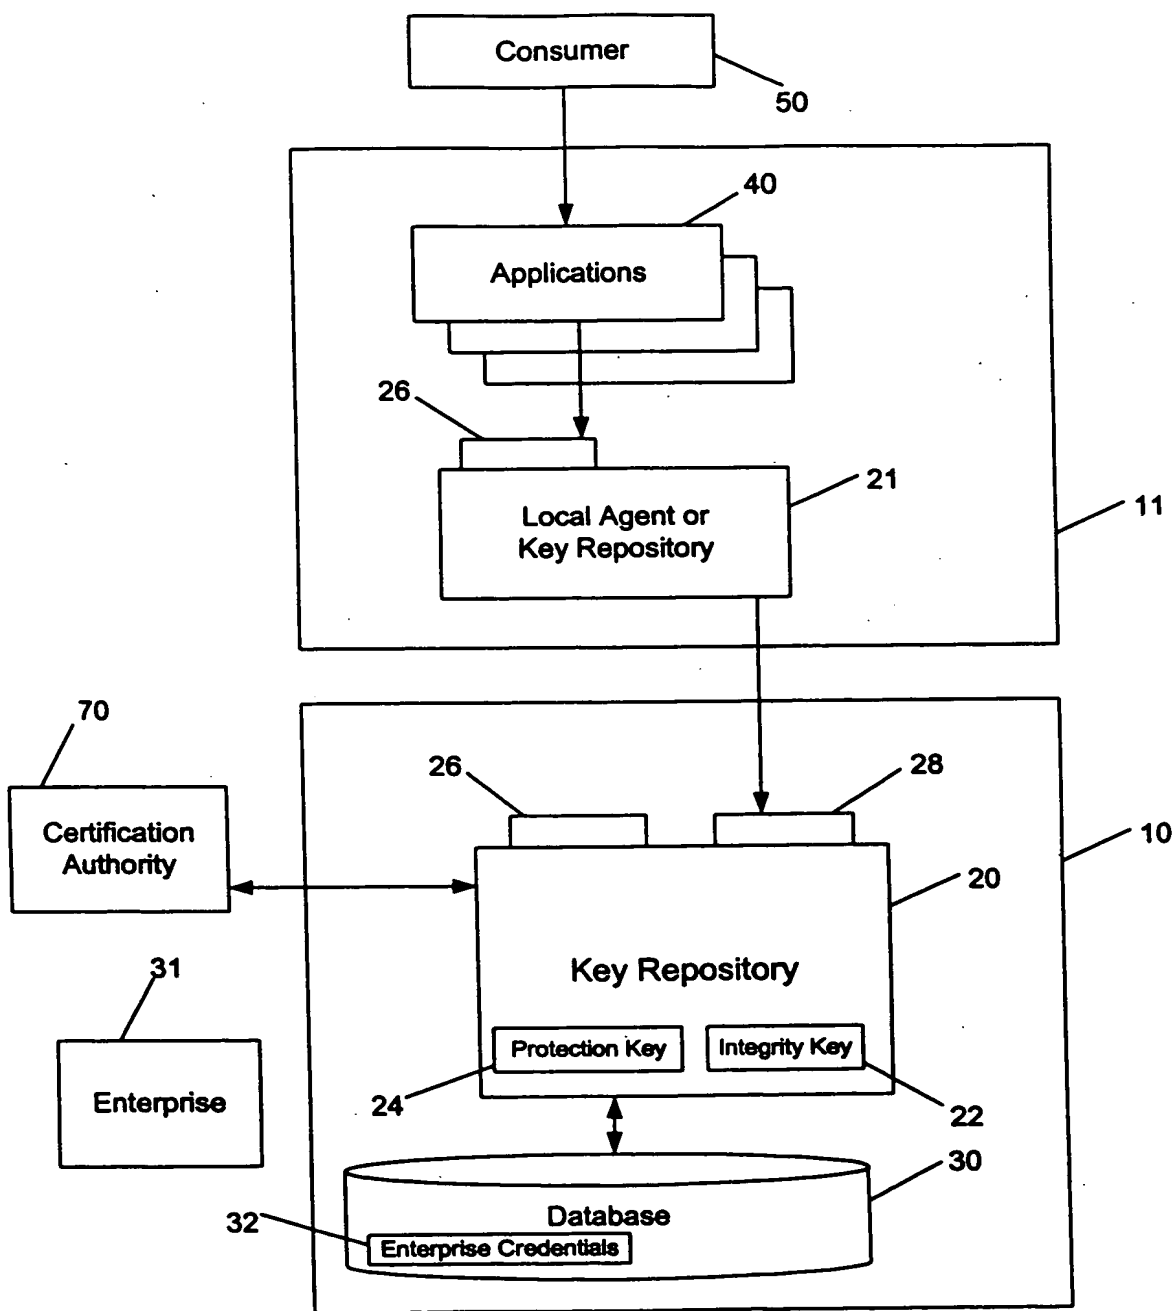 Consumer
50
40
Applications
26
21
Local Agent or
Key Repository
11
70
26
28
Certification
Authority
10
20
Key Repository
31
Protection Key
Integrity Key
Enterprise
24
22
30
Database
32
Enterprise Credentials